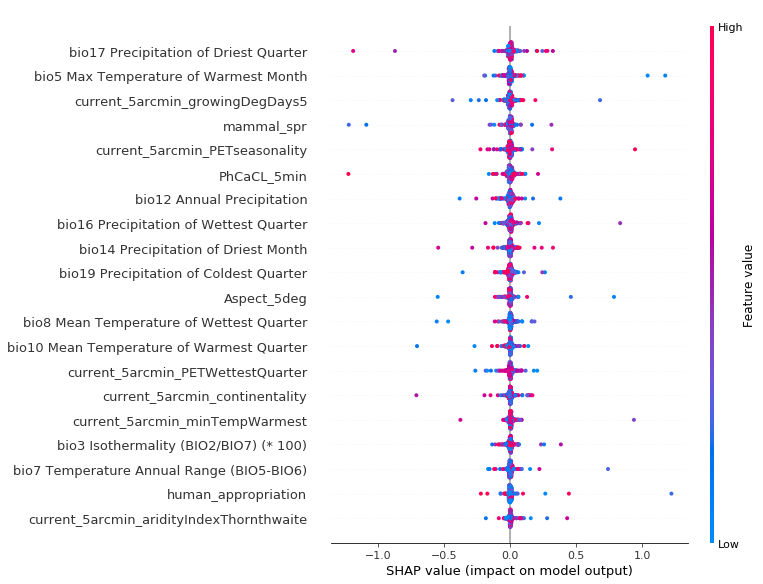 High
bio17 Precipitation of Driest Quarter
bio5 Max Temperature of Warmest Month
current_5arcmin_growingDegDays5
mammal_spr
current_5arcmin_PETseasonality
PhCaCL_5min
bio12 Annual Precipitation
bio16 Precipitation of Wettest Quarter
bio14 Precipitation of Driest Month
bio19 Precipitation of Coldest Quarter
Aspect_5deg
bio8 Mean Temperature of Wettest Quarter
bio10 Mean Temperature of Warmest Quarter
current_5arcmin_PETWettestQuarter
current_5arcmin_continentality
current_5arcmin_minTempWarmest
bio3 Isothermality (BIO2/BIO7) (* 100)
bio7 Temperature Annual Range (BIO5-BIO6)
human_appropriation
current_5arcmin_aridityIndexThornthwaite
Feature value
Low
−1.0 −0.5 0.0 0.5 1.0
SHAP value (impact on model output)